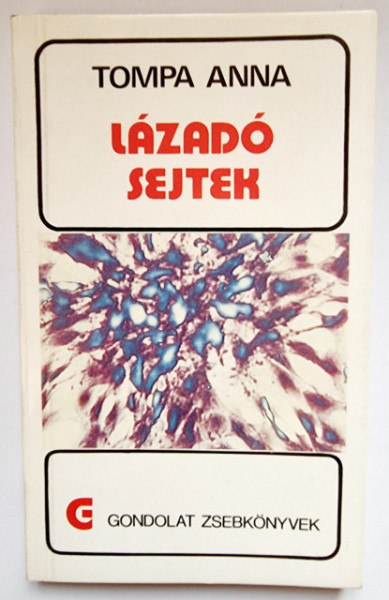 TOMPA ANNA
LÁZADÓ
SEJTEK
G GONDOLAT ZSEBKÖNYVEK